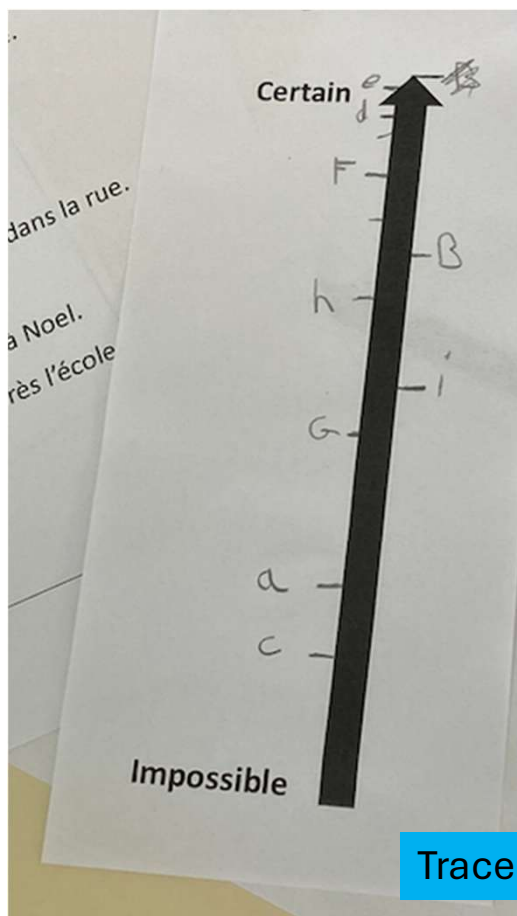 Certain
e
d
F
dans la rue.
B
h
à Noel.
rès l'école
i
G
a
c
Impossible
Trace